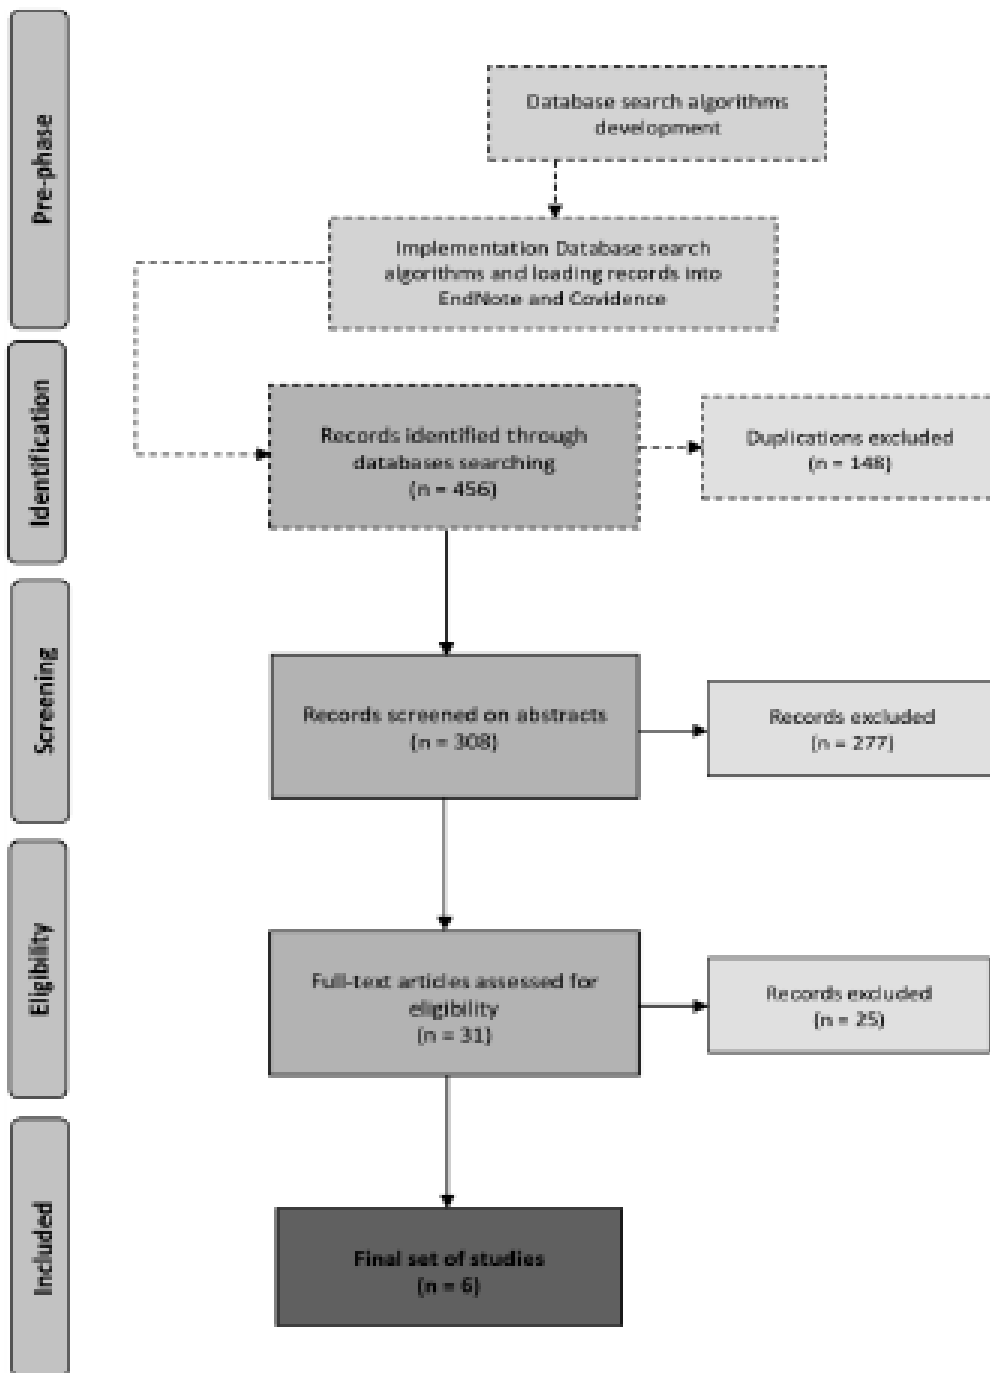 Pre-phase
Database search algorithms
development
Implementation Database search
algorithms and loading records into
EndNote and Covidence
Identification
Records identified through
databases searching
(n = 456)
Duplications excluded
(n = 148)
Screening
Records screened on abstracts
(n = 308)
Records excluded
(n = 277)
Eligibility
Full-text articles assessed for
eligibility
(n = 31)
Records excluded
(n = 25)
Included
Final set of studies
(n = 6)